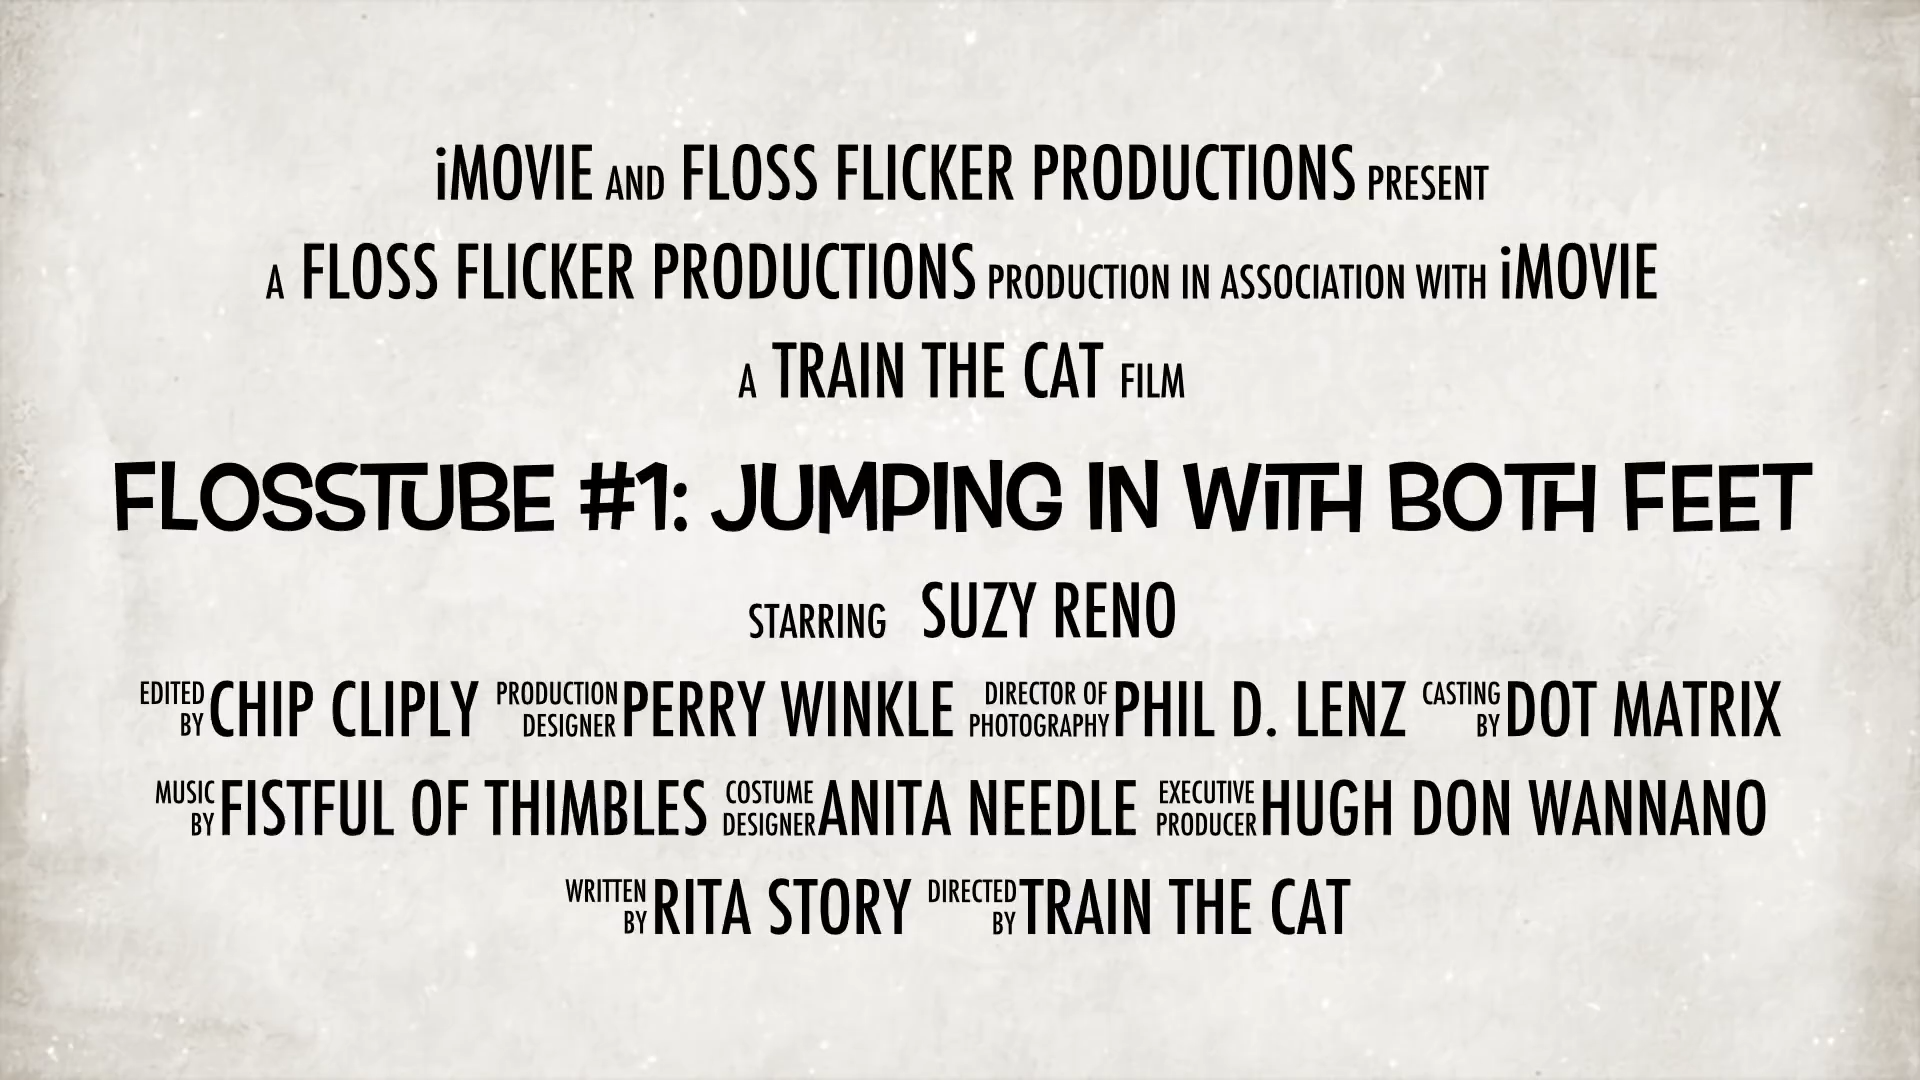 iMOVIE AND FLOSS FLICKER PRODUCTIONS PRESENT
A FLOSS FLICKER PRODUCTIONS PRODUCTION IN ASSOCIATION WITH iMOVIE
A TRAIN THE CAT FILM
FLOSSTUBE #1: JUMPING IN WiTH BOTH FEET
STARRING SUZY RENO
EDITED BY CHIP CLIPLY PRODUCTION DESIGNER PERRY WINKLE DIRECTOR OF PHOTOGRAPHY PHIL D. LENZ CASTING BY DOT MATRIX
MUSIC BY FISTFUL OF THIMBLES COSTUME DESIGNER ANITA NEEDLE EXECUTIVE PRODUCER HUGH DON WANNANO
WRITTEN BY RITA STORY DIRECTED BY TRAIN THE CAT